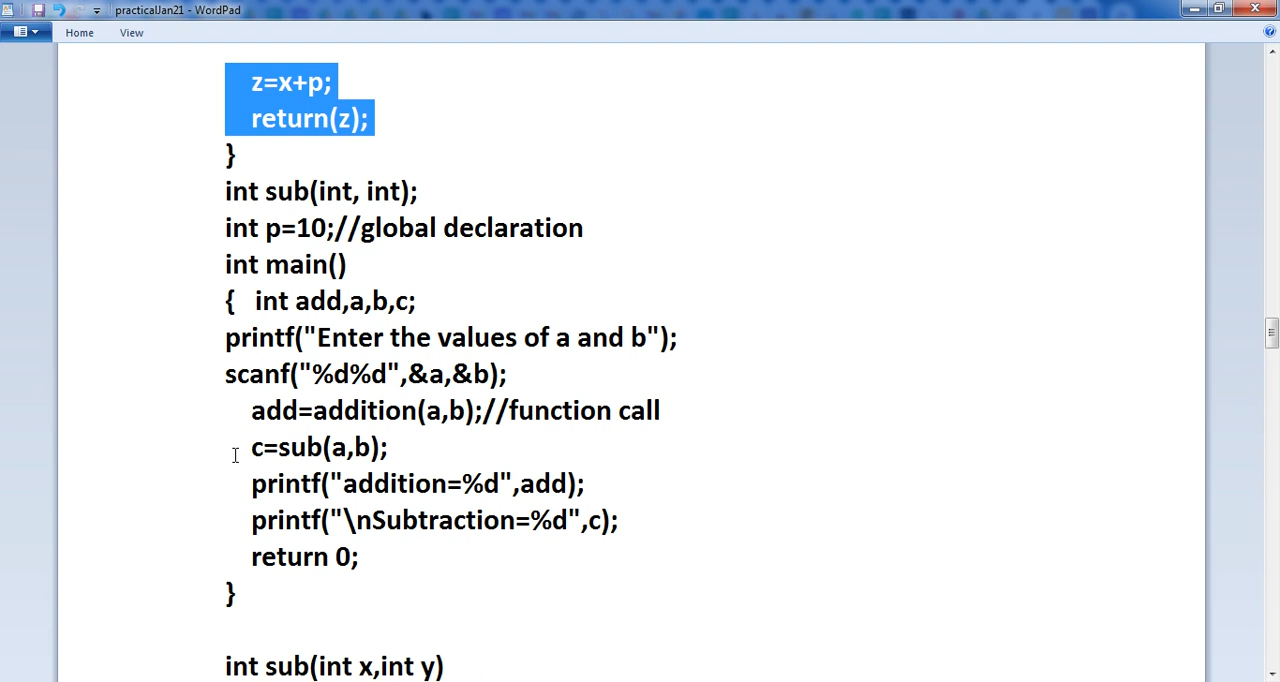 practicalJan21 - WordPad
Home View
z=x+p;
return(z);
}
int sub(int, int);
int p=10;//global declaration
int main()
{   int add,a,b,c;
printf("Enter the values of a and b");
scanf("%d%d",&a,&b);
add=addition(a,b);//function call
c=sub(a,b);
printf("addition=%d",add);
printf("\nSubtraction=%d",c);
return 0;
}
int sub(int x,int y)